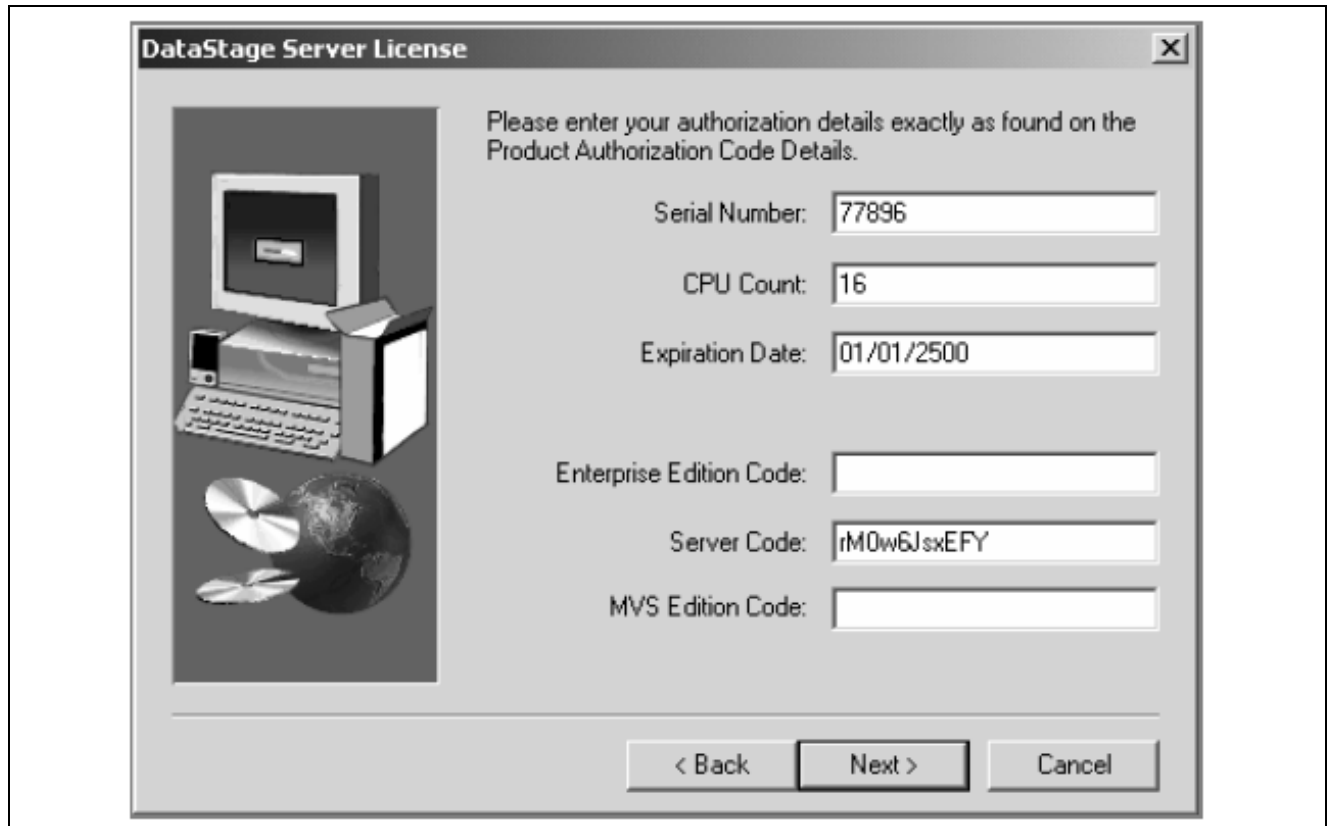 DataStage Server License
Please enter your authorization details exactly as found on the
Product Authorization Code Details.
Serial Number: 77896
CPU Count: 16
Expiration Date: 01/01/2500
Enterprise Edition Code:
Server Code: rM0w6JsxEFY
MVS Edition Code:
< Back Next > Cancel